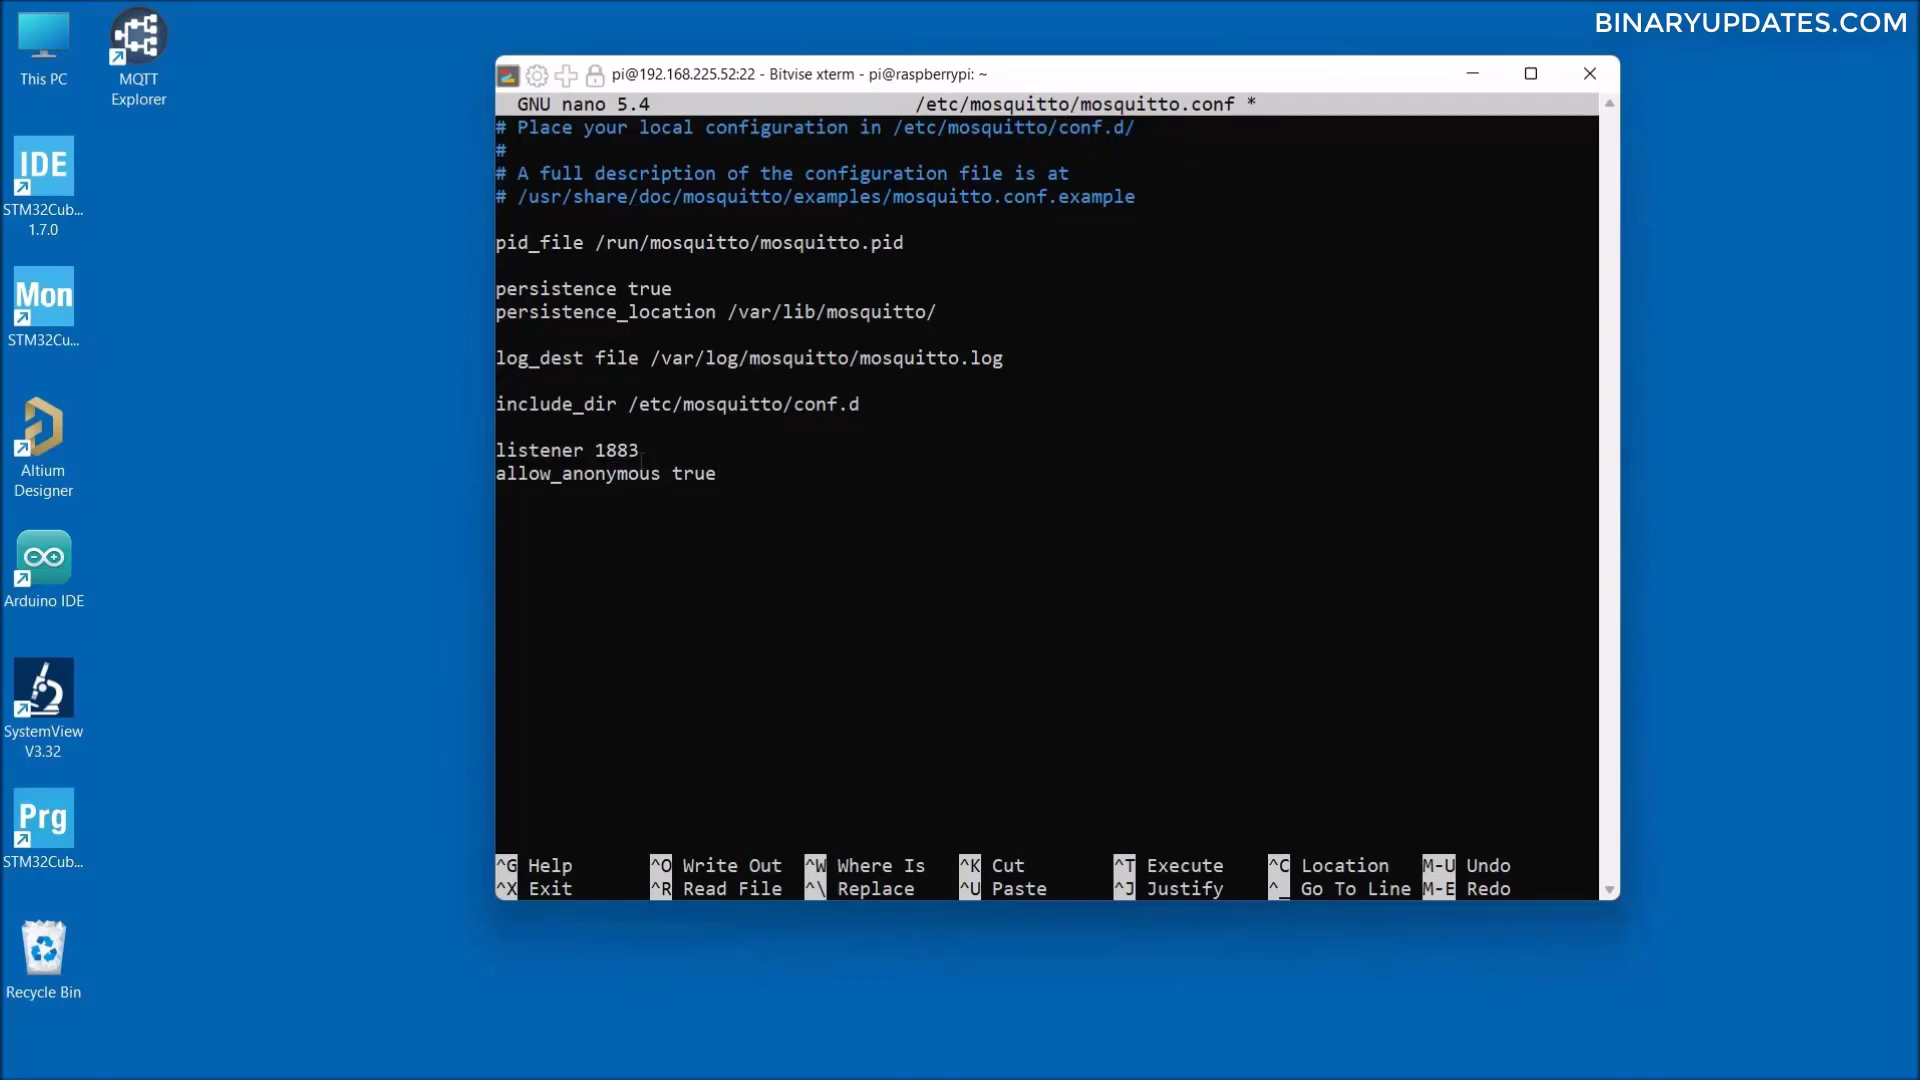 BINARYUPDATES.COM
This PC
MQTT
Explorer
IDE
STM32Cub...
1.7.0
Mon
STM32Cu...
Altium
Designer
Arduino IDE
SystemView
V3.32
Prg
STM32Cub...
Recycle Bin
pi@192.168.225.52:22 - Bitvise xterm - pi@raspberrypi: ~
GNU nano 5.4 /etc/mosquitto/mosquitto.conf *
# Place your local configuration in /etc/mosquitto/conf.d/
#
# A full description of the configuration file is at
# /usr/share/doc/mosquitto/examples/mosquitto.conf.example
pid_file /run/mosquitto/mosquitto.pid
persistence true
persistence_location /var/lib/mosquitto/
log_dest file /var/log/mosquitto/mosquitto.log
include_dir /etc/mosquitto/conf.d
listener 1883
allow_anonymous true
^G Help ^O Write Out ^W Where Is ^K Cut ^T Execute ^C Location M-U Undo
^X Exit ^R Read File ^\ Replace ^U Paste ^J Justify ^_ Go To Line M-E Redo